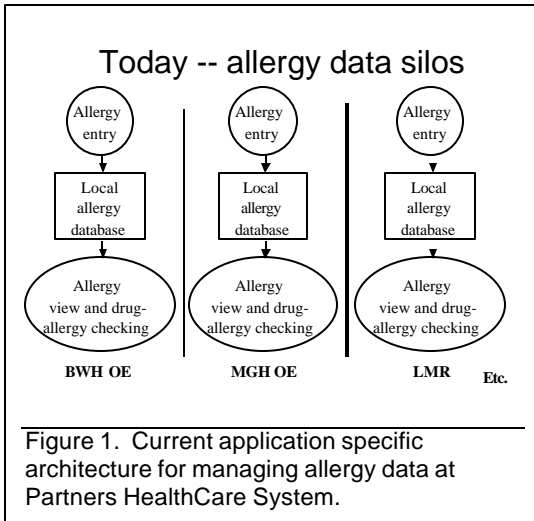 Today -- allergy data silos
Allergy entry
Local allergy database
Allergy view and drug-allergy checking
BWH OE
Allergy entry
Local allergy database
Allergy view and drug-allergy checking
MGH OE
Allergy entry
Local allergy database
Allergy view and drug-allergy checking
LMR
Etc.
Figure 1. Current application specific
architecture for managing allergy data at
Partners HealthCare System.